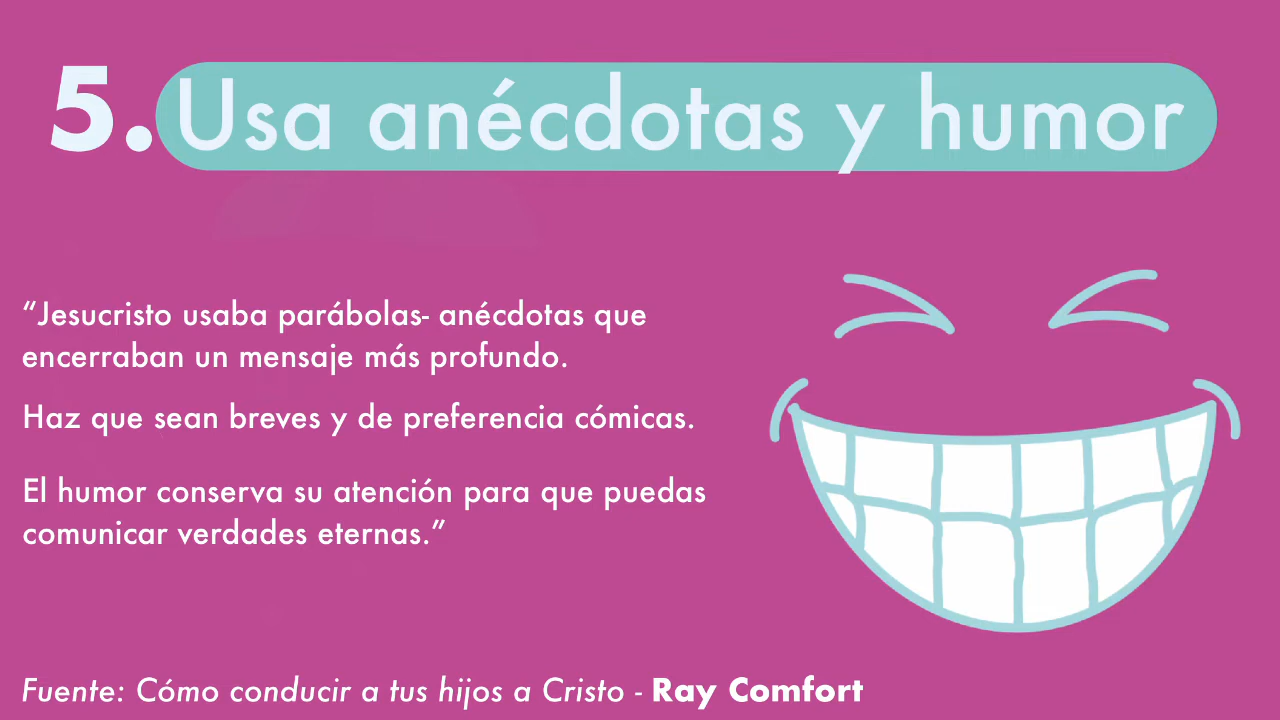 5. Usa anécdotas y humor
“Jesucristo usaba parábolas- anécdotas que
encerraban un mensaje más profundo.
Haz que sean breves y de preferencia cómicas.
El humor conserva su atención para que puedas
comunicar verdades eternas.”
Fuente: Cómo conducir a tus hijos a Cristo - Ray Comfort